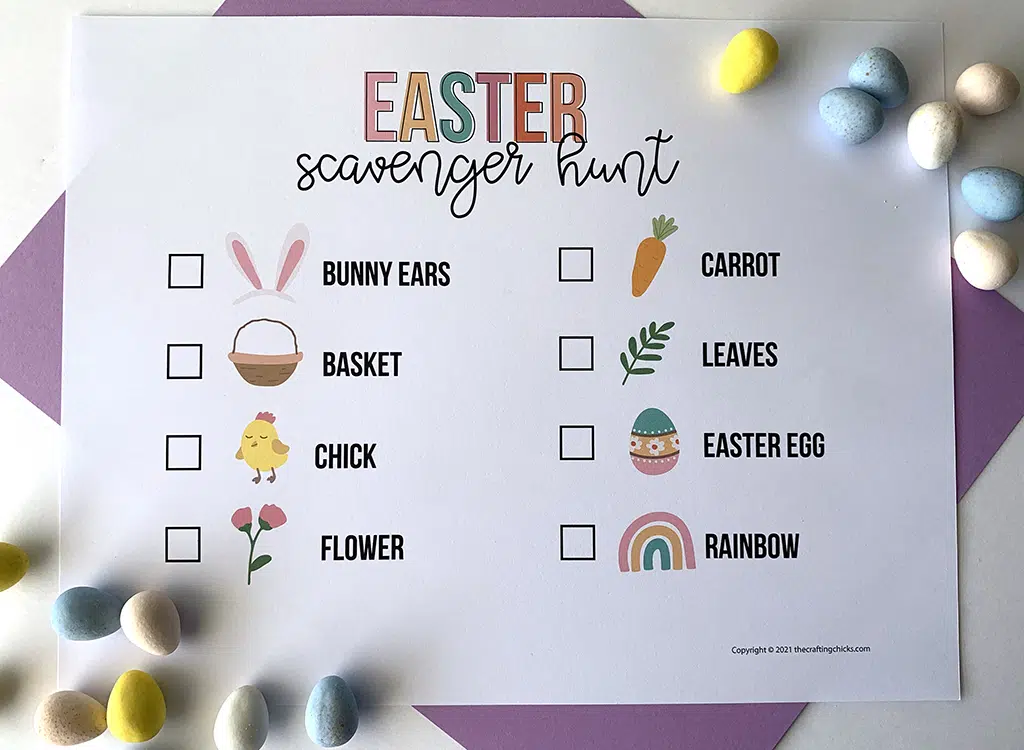 EASTER
scavenger hunt
BUNNY EARS
BASKET
CHICK
FLOWER
CARROT
LEAVES
EASTER EGG
RAINBOW
Copyright © 2021 thecraftingchicks.com